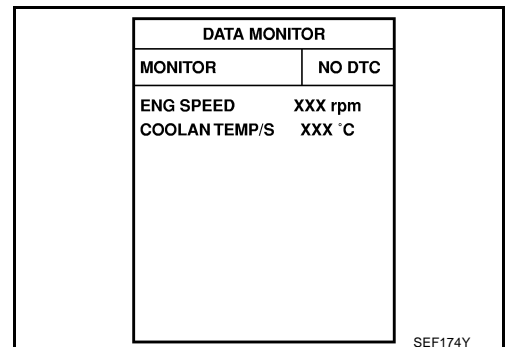 DATA MONITOR
MONITOR NO DTC
ENG SPEED XXX rpm
COOLAN TEMP/S XXX °C
SEF174Y